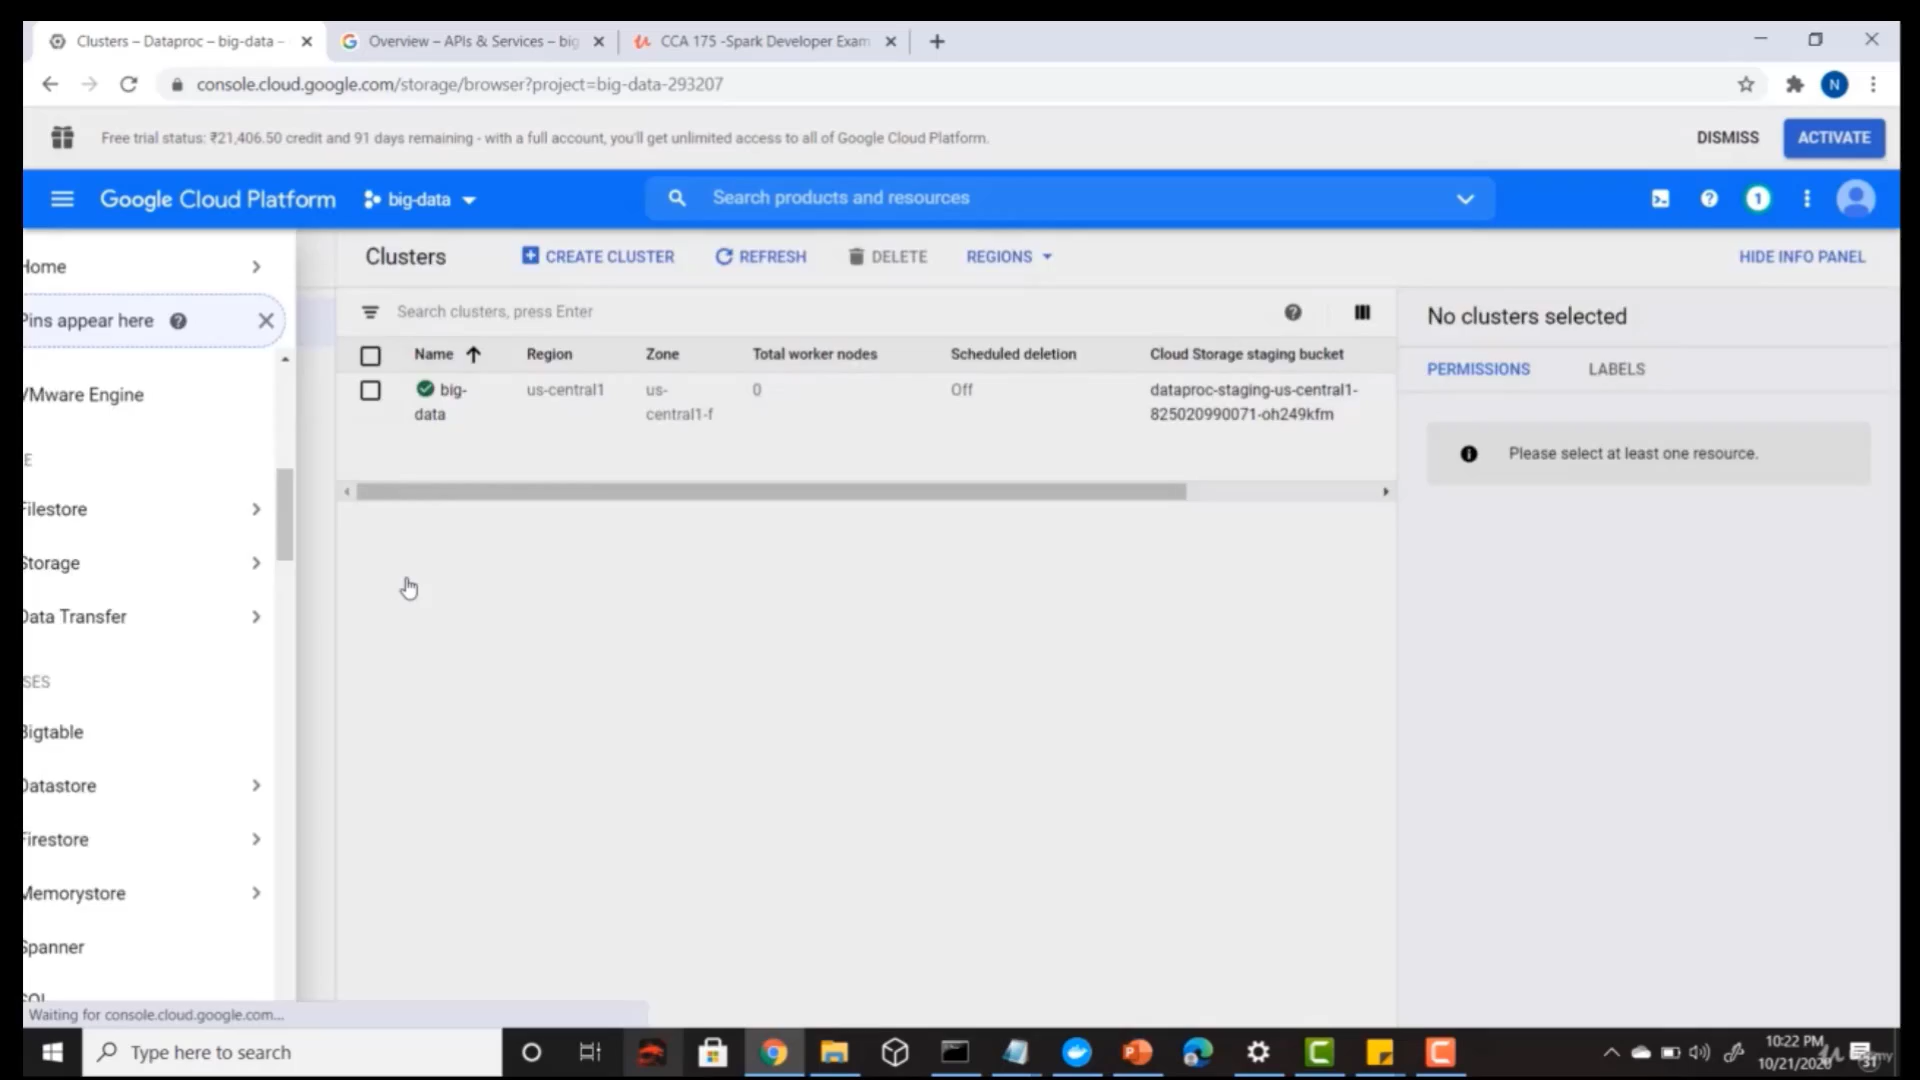 Clusters – Dataproc – big-data –
Overview – APIs & Services – big
CCA 175 -Spark Developer Exam
console.cloud.google.com/storage/browser?project=big-data-293207
N
Free trial status: ₹21,406.50 credit and 91 days remaining - with a full account, you'll get unlimited access to all of Google Cloud Platform.
DISMISS
ACTIVATE
Google Cloud Platform
big-data
Search products and resources
1
Home
Pins appear here
VMware Engine
E
Filestore
Storage
Data Transfer
SES
Bigtable
Datastore
Firestore
Memorystore
Spanner
SQL
Clusters
CREATE CLUSTER
REFRESH
DELETE
REGIONS
HIDE INFO PANEL
Search clusters, press Enter
Name
Region
Zone
Total worker nodes
Scheduled deletion
Cloud Storage staging bucket
big-
data
us-central1
us-
central1-f
0
Off
dataproc-staging-us-central1-
825020990071-oh249kfm
No clusters selected
PERMISSIONS
LABELS
Please select at least one resource.
Waiting for console.cloud.google.com...
Type here to search
10:22 PM
10/21/2020